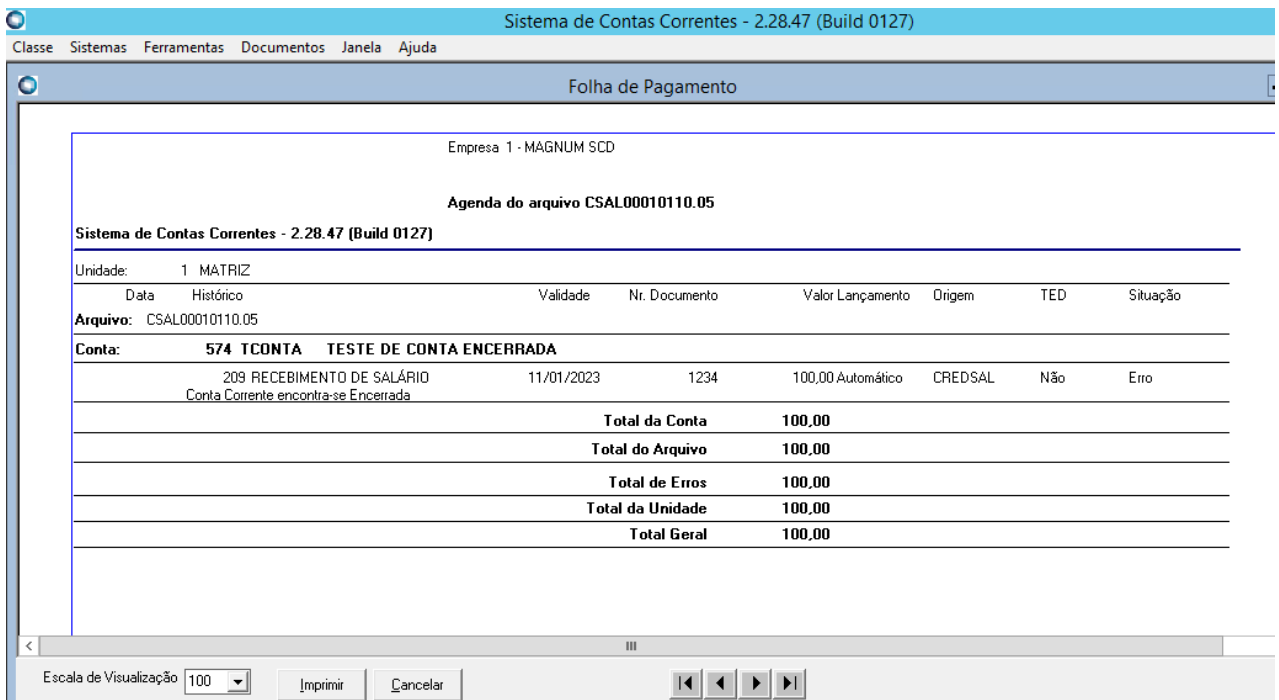 Sistema de Contas Correntes - 2.28.47 (Build 0127)
Classe Sistemas Ferramentas Documentos Janela Ajuda
Folha de Pagamento
Empresa 1 - MAGNUM SCD
Agenda do arquivo CSAL00010110.05
Sistema de Contas Correntes - 2.28.47 (Build 0127)
Unidade: 1 MATRIZ
Data Histórico Validade Nr. Documento Valor Lançamento Origem TED Situação
Arquivo: CSAL00010110.05
Conta: 574 TCONTA TESTE DE CONTA ENCERRADA
209 RECEBIMENTO DE SALÁRIO 11/01/2023 1234 100,00 Automático CREDSAL Não Erro
Conta Corrente encontra-se Encerrada
Total da Conta 100,00
Total do Arquivo 100,00
Total de Erros 100,00
Total da Unidade 100,00
Total Geral 100,00
Escala de Visualização 100 Imprimir Cancelar